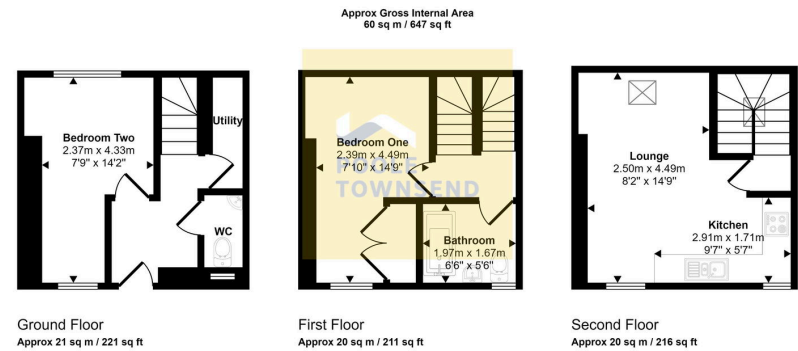 Approx Gross Internal Area
60 sq m / 647 sq ft
Bedroom Two
2.37m x 4.33m
7'9" x 14'2"
Utility
WC
Ground Floor
Approx 21 sq m / 221 sq ft
Bedroom One
2.39m x 4.49m
7'10" x 14'9"
POOLE
TOWNSEND
Bathroom
1.97m x 1.67m
6'6" x 5'6"
First Floor
Approx 20 sq m / 211 sq ft
Lounge
2.50m x 4.49m
8'2" x 14'9"
Kitchen
2.91m x 1.71m
9'7" x 5'7"
Second Floor
Approx 20 sq m / 216 sq ft